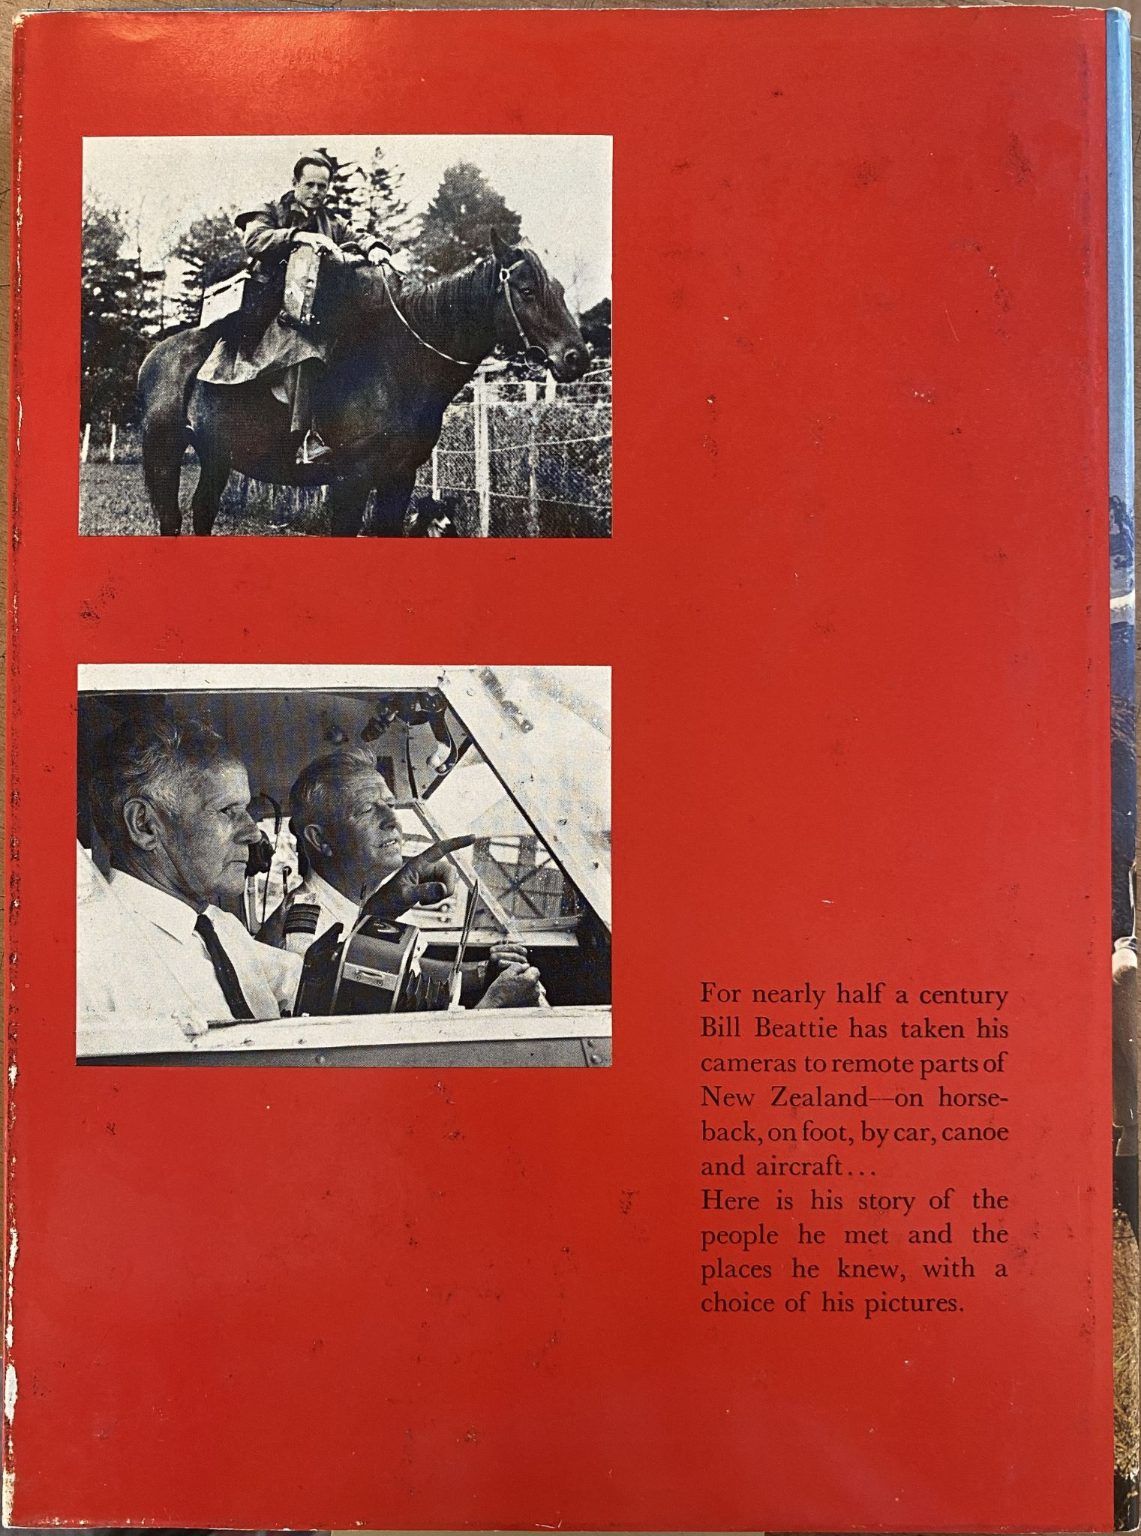 For nearly half a century
Bill Beattie has taken his
cameras to remote parts of
New Zealand—on horse-
back, on foot, by car, canoe
and aircraft...
Here is his story of the
people he met and the
places he knew, with a
choice of his pictures.